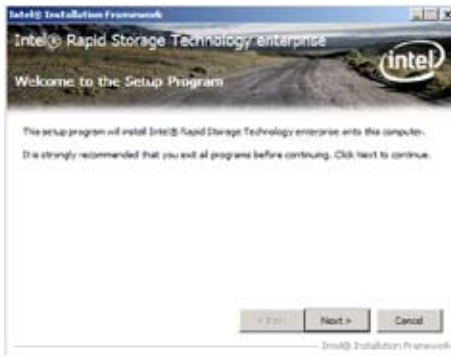 Intel® Installation Framework
Intel® Rapid Storage Technology enterprise
intel
Welcome to the Setup Program
This setup program will install Intel® Rapid Storage Technology enterprise onto this computer.
It is strongly recommended that you exit all programs before continuing. Click Next to continue.
< Back
Next >
Cancel
Intel® Installation Framework